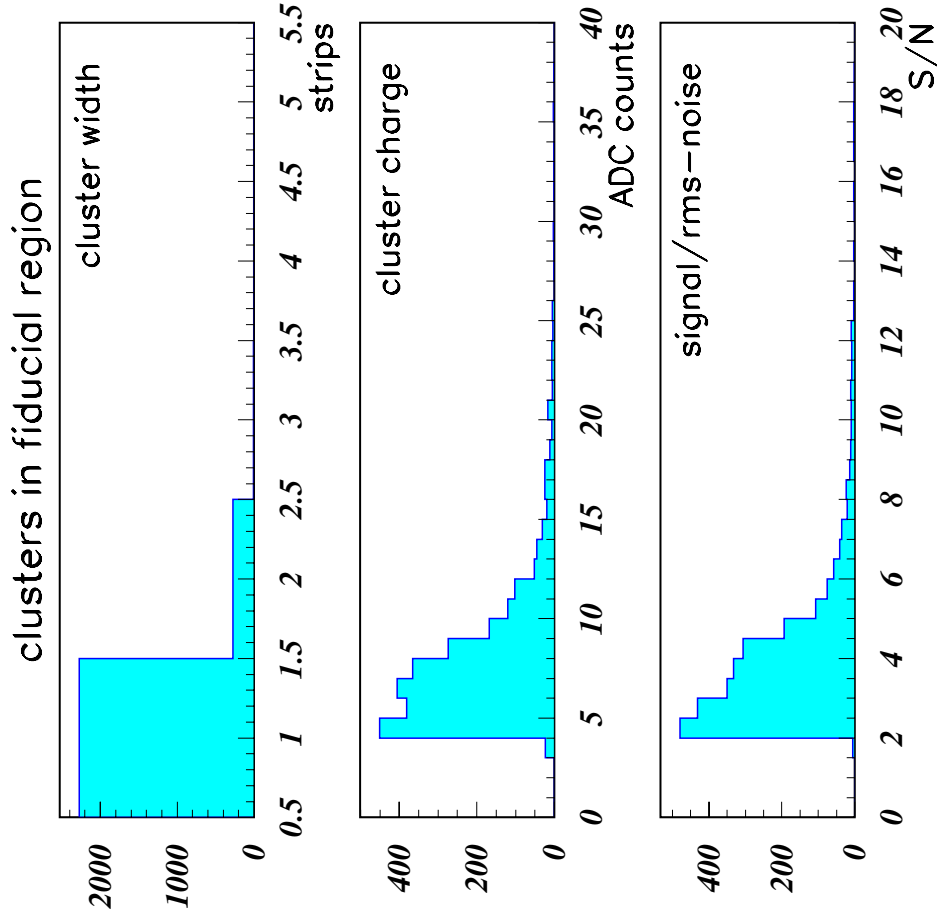 clusters in fiducial region
cluster width
2000
1000
0
0.5 1 1.5 2 2.5 3 3.5 4 4.5 5 5.5
strips
cluster charge
400
200
0
0 5 10 15 20 25 30 35 40
ADC counts
signal/rms-noise
400
200
0
0 2 4 6 8 10 12 14 16 18 20
S/N